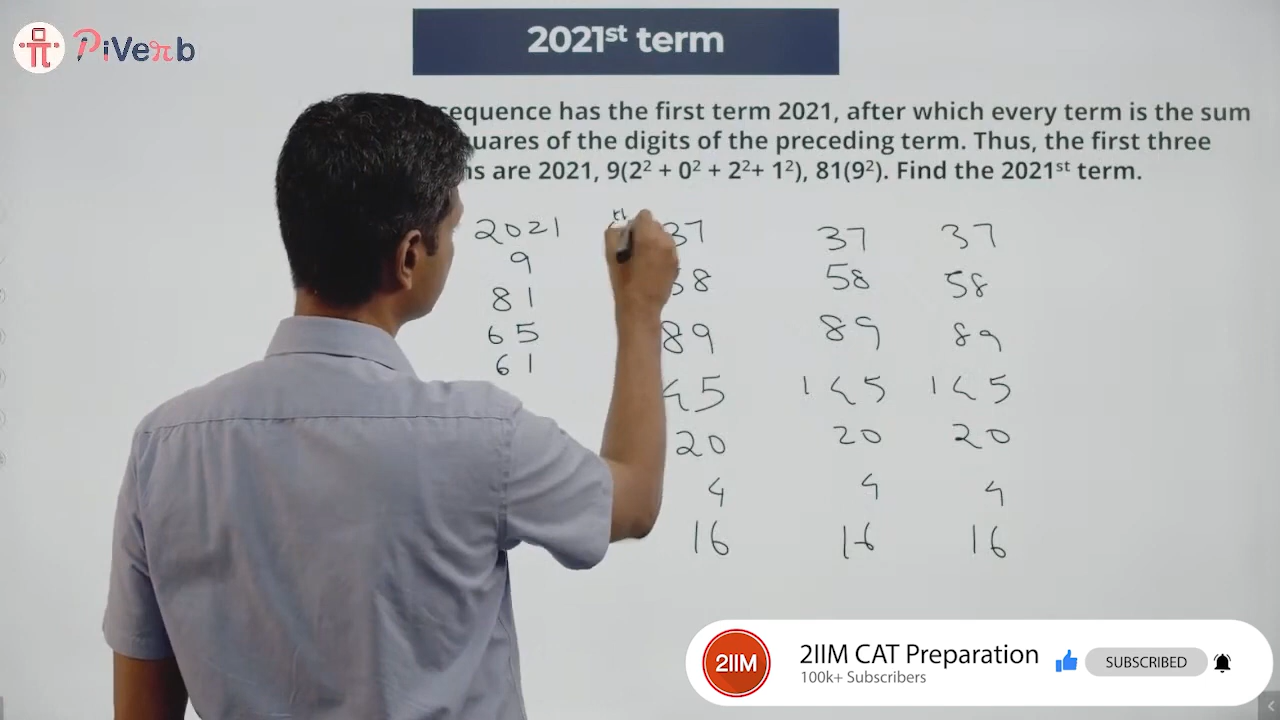 PiVerb
2021st term
equence has the first term 2021, after which every term is the sum
uares of the digits of the preceding term. Thus, the first three
are 2021, 9(2² + 0² + 2²+ 1²), 81(9²). Find the 2021st term.
2021 37 37 37
9 8 58 58
81 89 89 89
65 45 145 145
61 20 20 20
4 4 4
16 16 16
2IIM
2IIM CAT Preparation
100k+ Subscribers
SUBSCRIBED